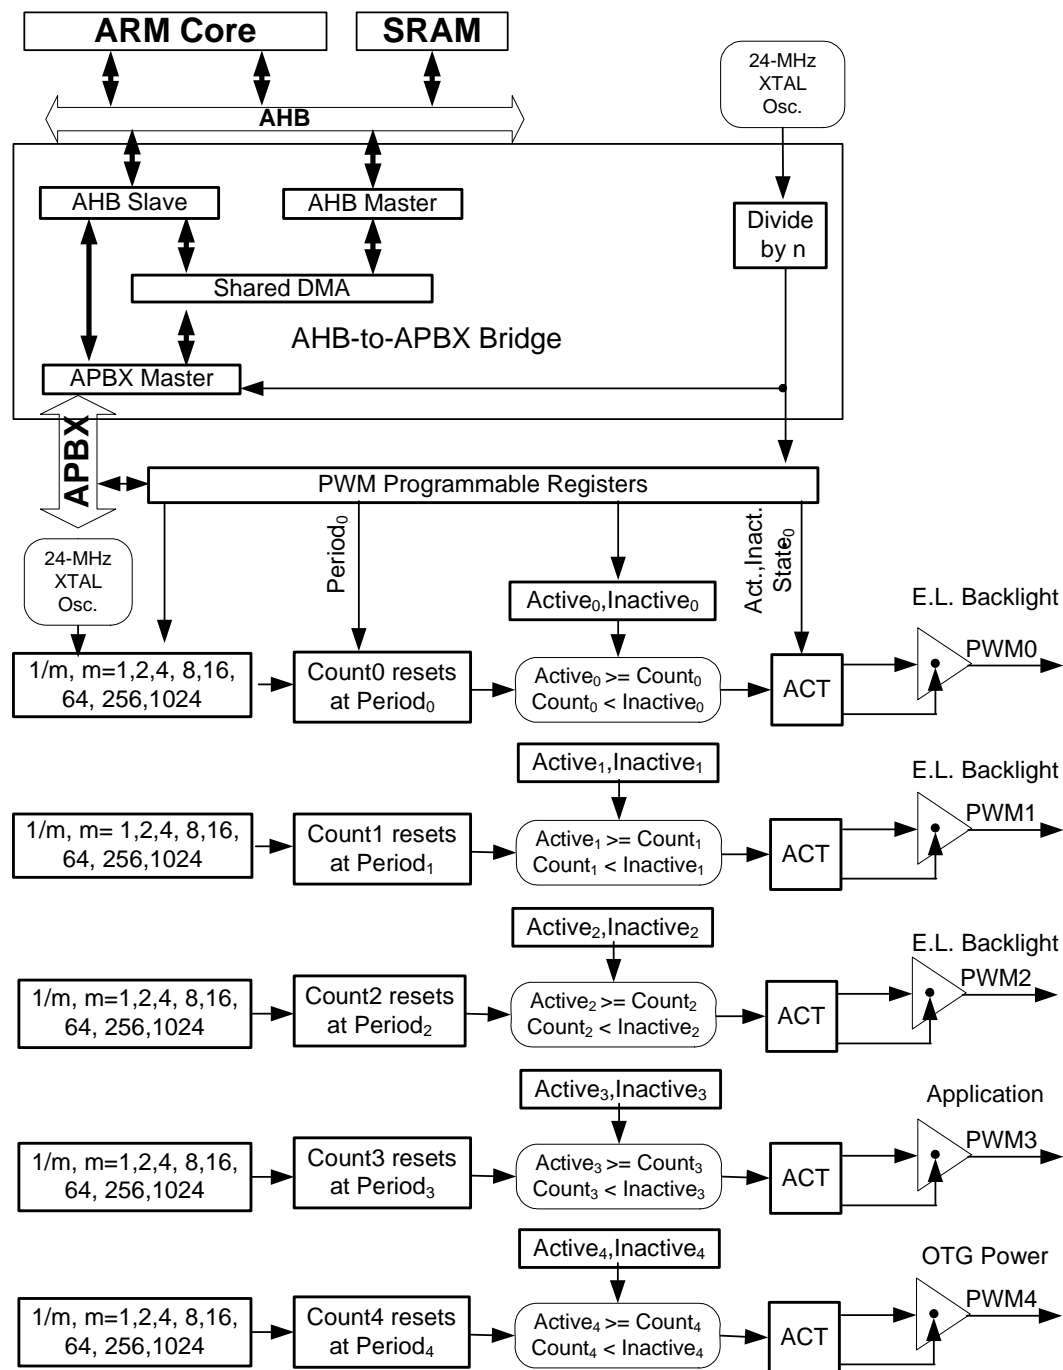 ARM Core
SRAM
24-MHz
XTAL
Osc.
AHB
AHB Slave
AHB Master
Divide
by n
Shared DMA
AHB-to-APBX Bridge
APBX Master
APBX
PWM Programmable Registers
24-MHz
XTAL
Osc.
Period0
Act.,Inact.
State0
Active0,Inactive0
E.L. Backlight
1/m, m=1,2,4, 8,16,
64, 256,1024
Count0 resets
at Period0
Active0 >= Count0
Count0 < Inactive0
ACT
PWM0
Active1,Inactive1
E.L. Backlight
1/m, m= 1,2,4, 8,16,
64, 256,1024
Count1 resets
at Period1
Active1 >= Count1
Count1 < Inactive1
ACT
PWM1
Active2,Inactive2
E.L. Backlight
1/m, m=1,2,4, 8,16,
64, 256,1024
Count2 resets
at Period2
Active2 >= Count2
Count2 < Inactive2
ACT
PWM2
Active3,Inactive3
Application
1/m, m=1,2,4, 8,16,
64, 256,1024
Count3 resets
at Period3
Active3 >= Count3
Count3 < Inactive3
ACT
PWM3
Active4,Inactive4
OTG Power
1/m, m=1,2,4, 8,16,
64, 256,1024
Count4 resets
at Period4
Active4 >= Count4
Count4 < Inactive4
ACT
PWM4